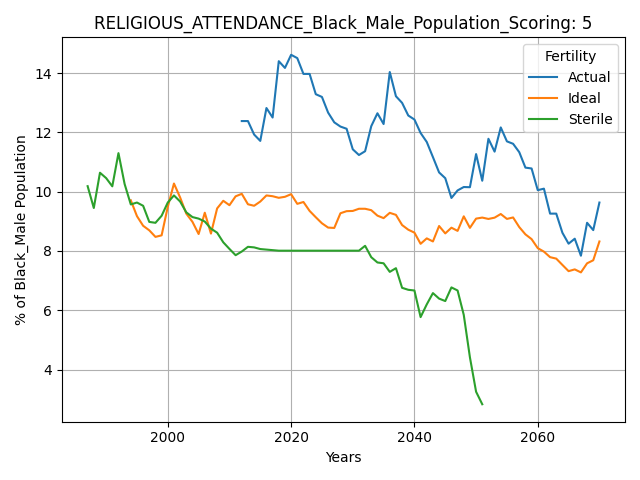 RELIGIOUS_ATTENDANCE_Black_Male_Population_Scoring: 5
Fertility
Actual
Ideal
Sterile
% of Black_Male Population
14
12
10
8
6
4
2000
2020
2040
2060
Years